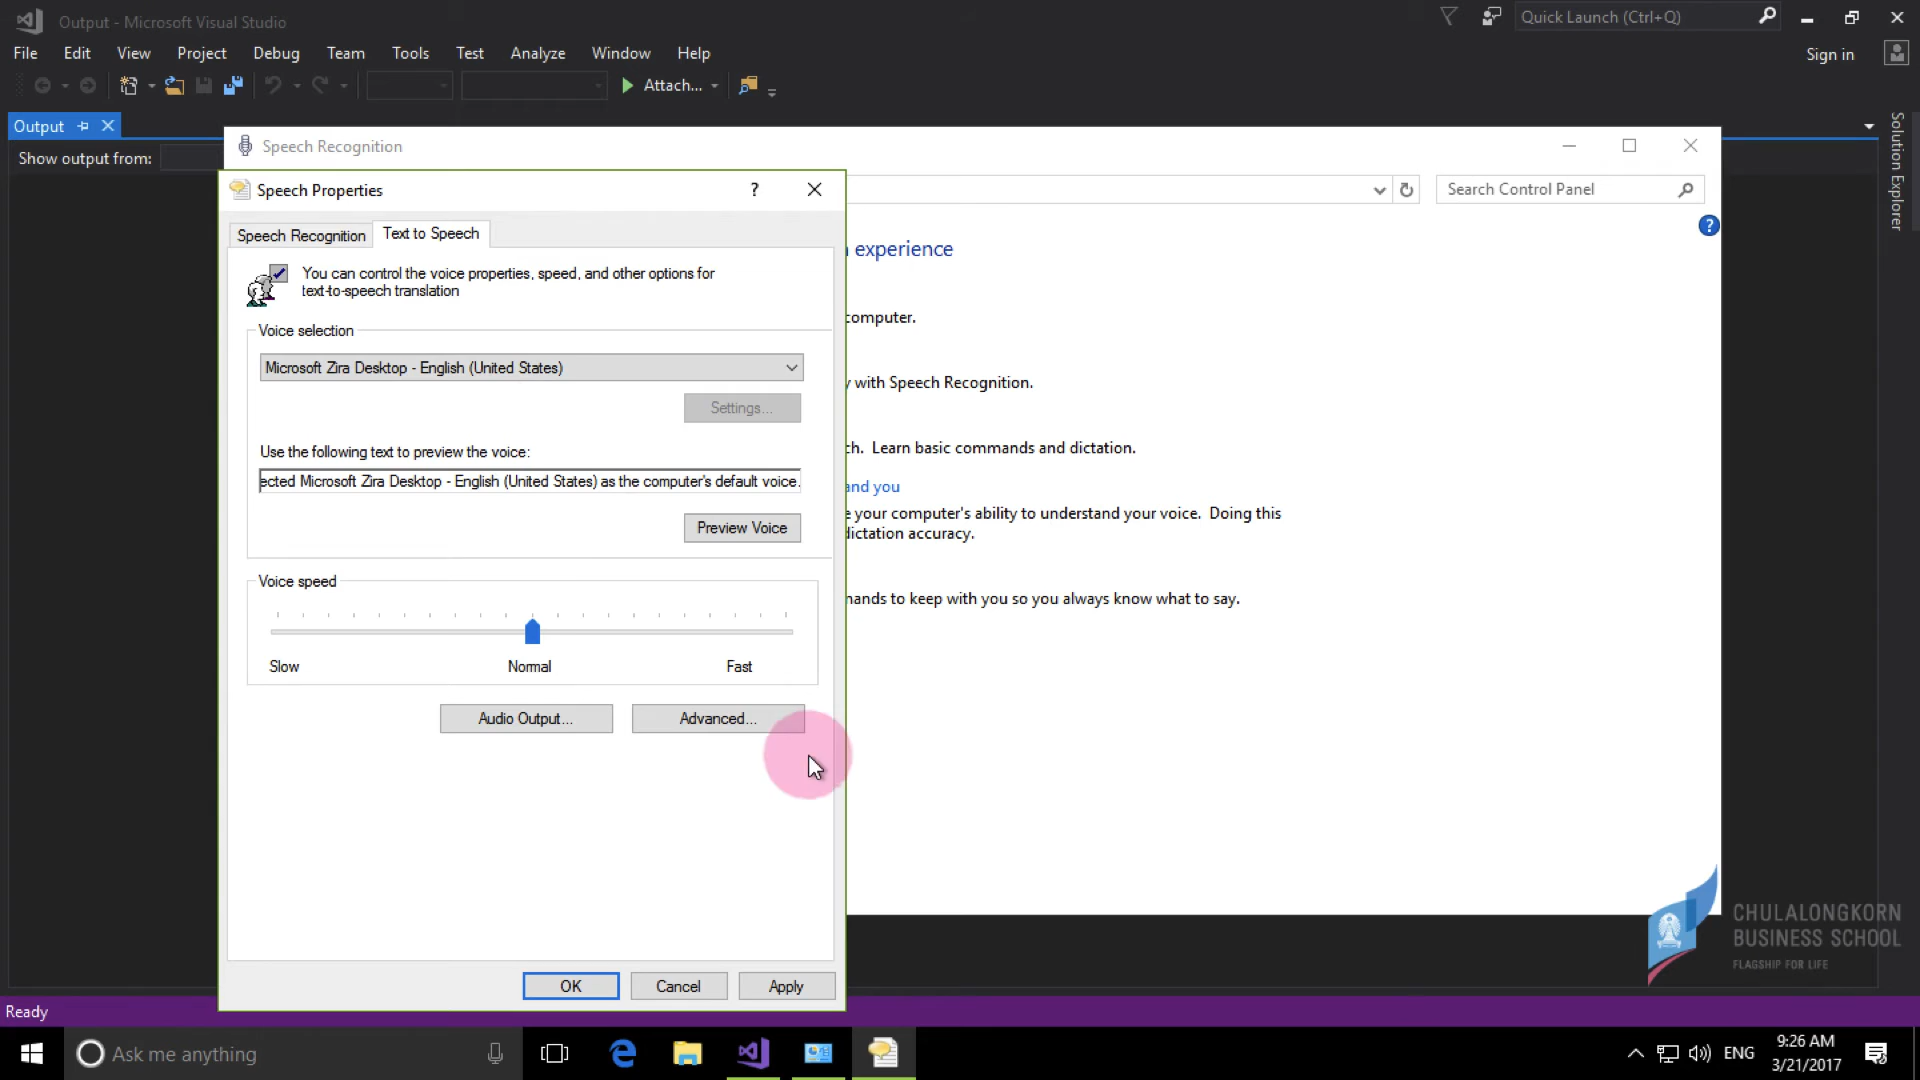 Output - Microsoft Visual Studio
Quick Launch (Ctrl+Q)
File Edit View Project Debug Team Tools Test Analyze Window Help
Sign in
Attach...
Output
Solution Explorer
Show output from:
Speech Recognition
Search Control Panel
Speech Properties
?
Speech Recognition
Text to Speech
You can control the voice properties, speed, and other options for
text-to-speech translation
Voice selection
Microsoft Zira Desktop - English (United States)
Settings...
Use the following text to preview the voice:
ected Microsoft Zira Desktop - English (United States) as the computer's default voice.
Preview Voice
Voice speed
Slow
Normal
Fast
Audio Output...
Advanced...
OK
Cancel
Apply
experience
?
computer.
with Speech Recognition.
ch. Learn basic commands and dictation.
and you
e your computer's ability to understand your voice. Doing this
dictation accuracy.
mands to keep with you so you always know what to say.
CHULALONGKORN
BUSINESS SCHOOL
FLAGSHIP FOR LIFE
Ready
Ask me anything
ENG
9:26 AM
3/21/2017